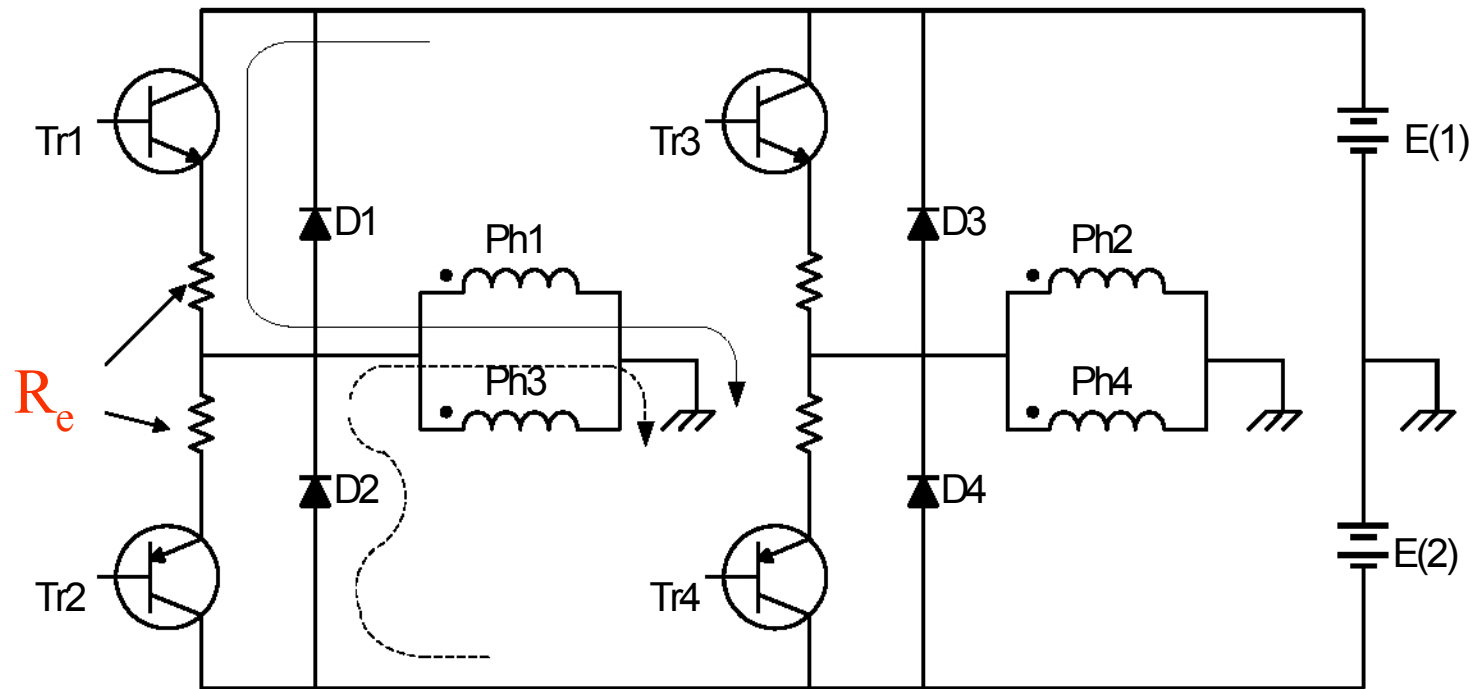 Tr1
Tr3
E(1)
D1
D3
Ph1
Ph2
Re
Ph3
Ph4
D2
D4
E(2)
Tr2
Tr4